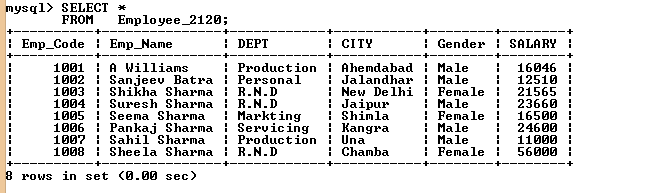 mysql> SELECT *
FROM Employee_2120;
Emp_Code | Emp_Name | DEPT | CITY | Gender | SALARY
1001 | A Williams | Production | Ahemdabad | Male | 16046
1002 | Sanjeev Batra | Personal | Jalandhar | Male | 12510
1003 | Shikha Sharma | R.N.D | New Delhi | Female | 21565
1004 | Suresh Sharma | R.N.D | Jaipur | Male | 23660
1005 | Seema Sharma | Markting | Shimla | Female | 16500
1006 | Pankaj Sharma | Servicing | Kangra | Male | 24600
1007 | Sahil Sharma | Production | Una | Male | 11000
1008 | Sheela Sharma | R.N.D | Chamba | Female | 56000
8 rows in set (0.00 sec)